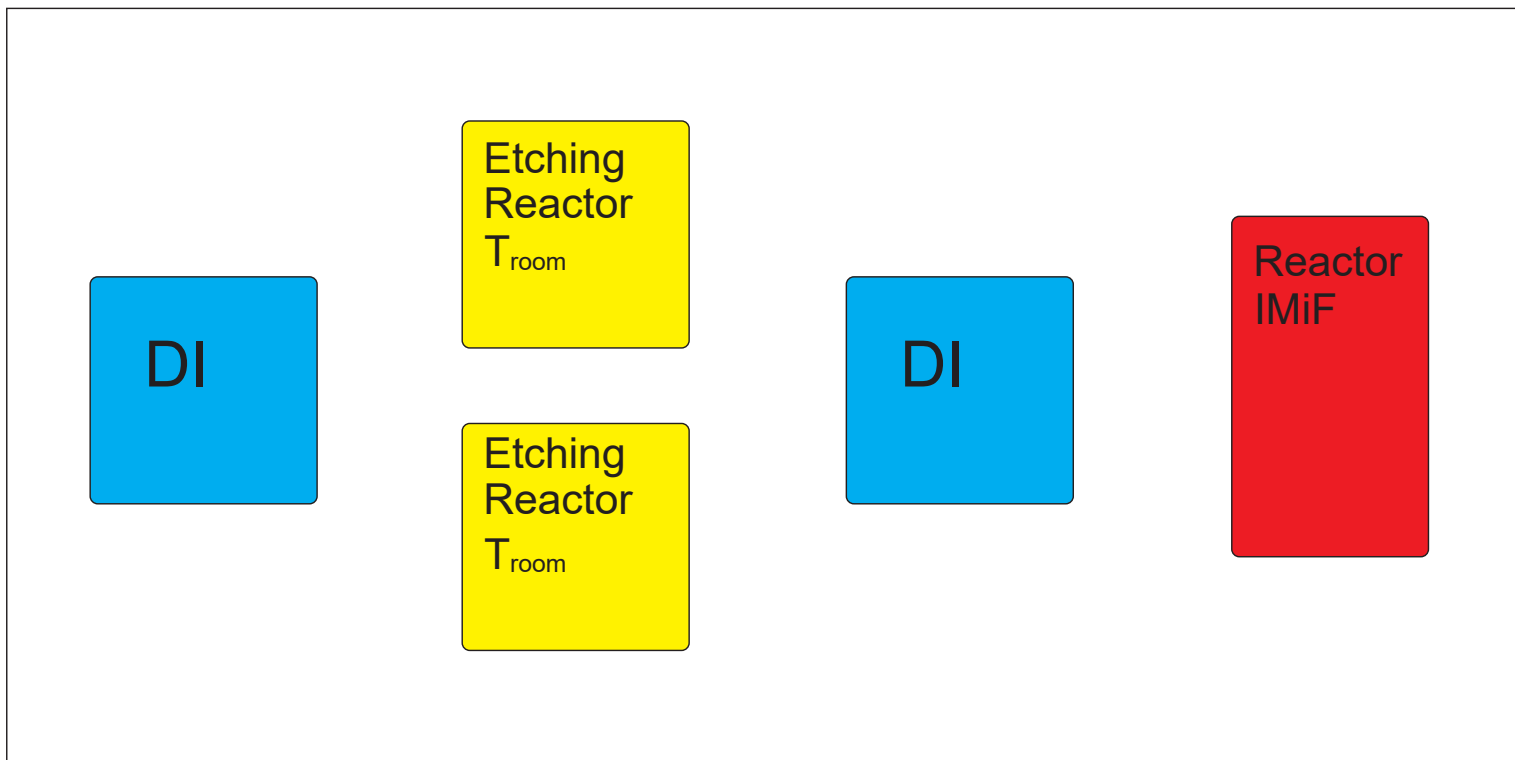 DI
Etching
Reactor
Troom
Etching
Reactor
Troom
DI
Reactor
IMiF